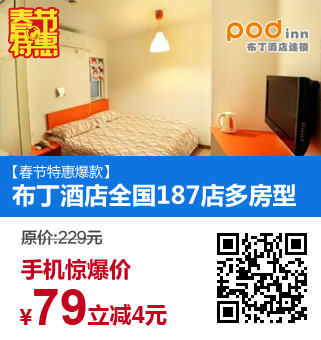 春节
特惠
pod inn
布丁酒店连锁
【春节特惠爆款】
布丁酒店全国187店多房型
原价:229元
手机惊爆价
¥79立减4元